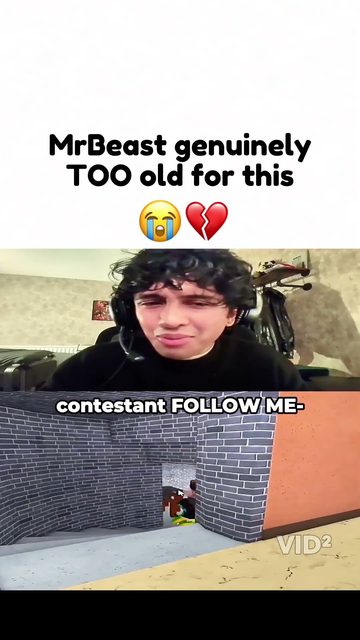 MrBeast genuinely
TOO old for this
😭💔
contestant FOLLOW ME-
VID²